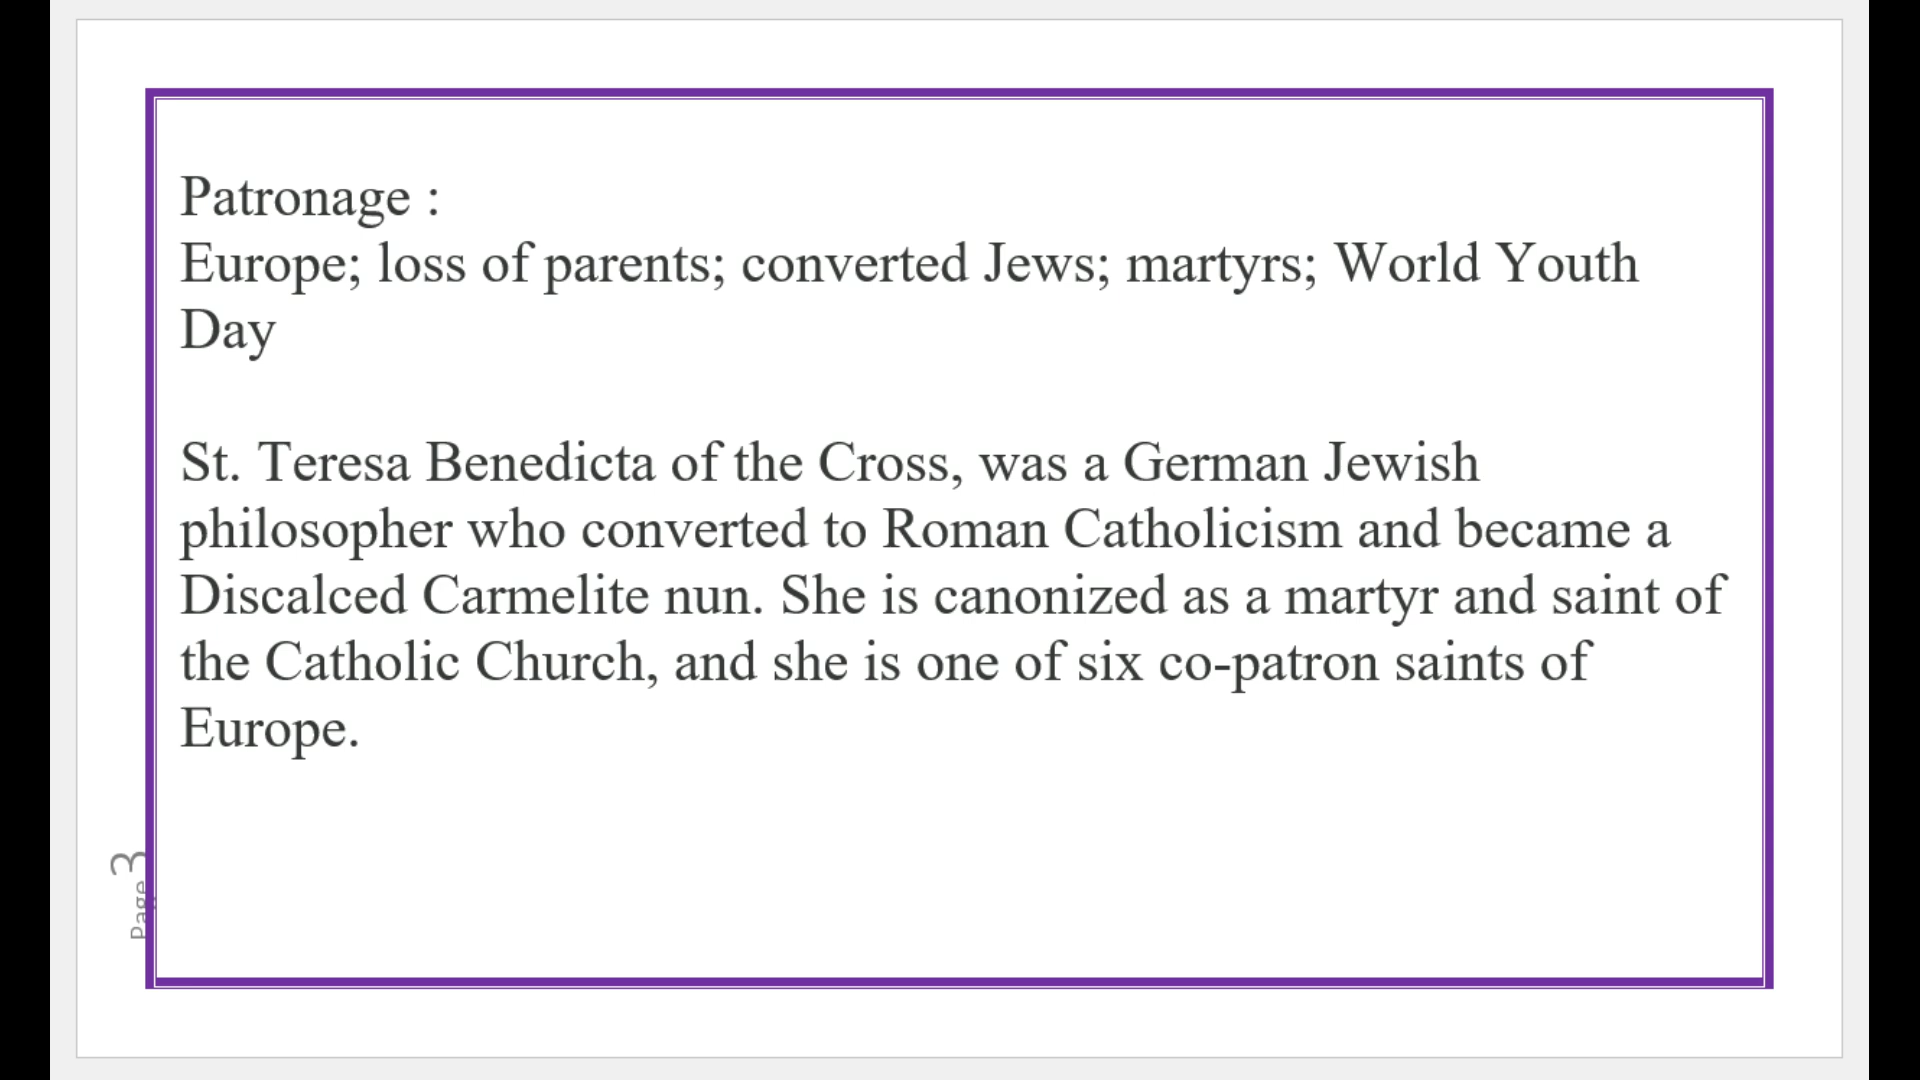 Patronage :
Europe; loss of parents; converted Jews; martyrs; World Youth
Day
St. Teresa Benedicta of the Cross, was a German Jewish
philosopher who converted to Roman Catholicism and became a
Discalced Carmelite nun. She is canonized as a martyr and saint of
the Catholic Church, and she is one of six co-patron saints of
Europe.
Page 3